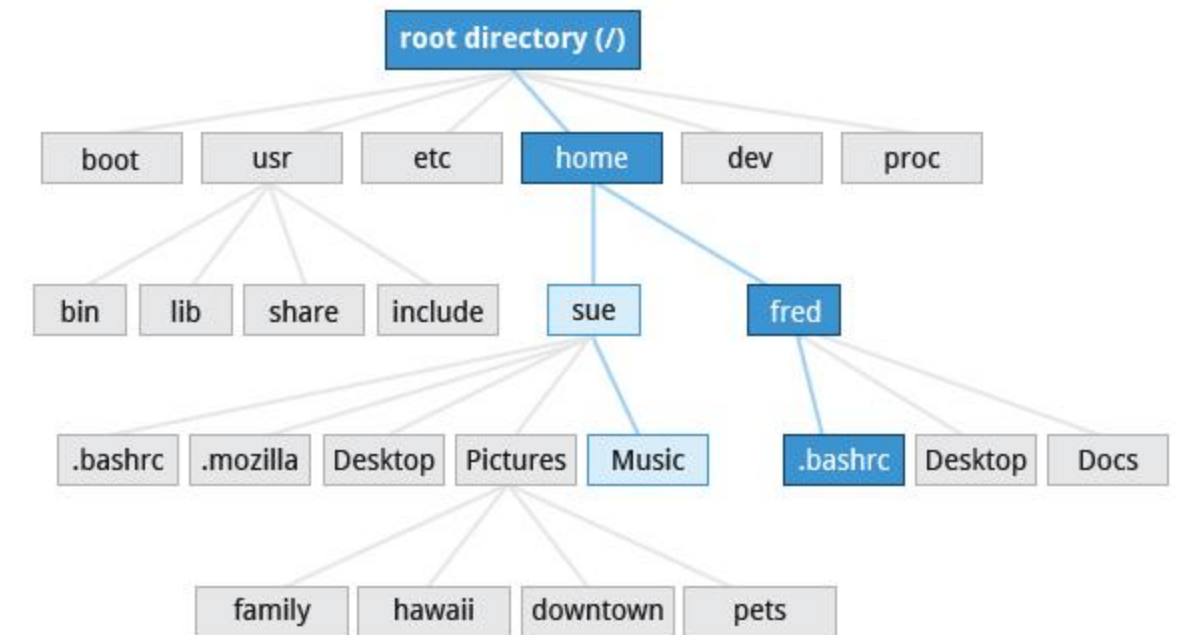 root directory (/)
boot usr etc home dev proc
bin lib share include sue fred
.bashrc .mozilla Desktop Pictures Music .bashrc Desktop Docs
family hawaii downtown pets